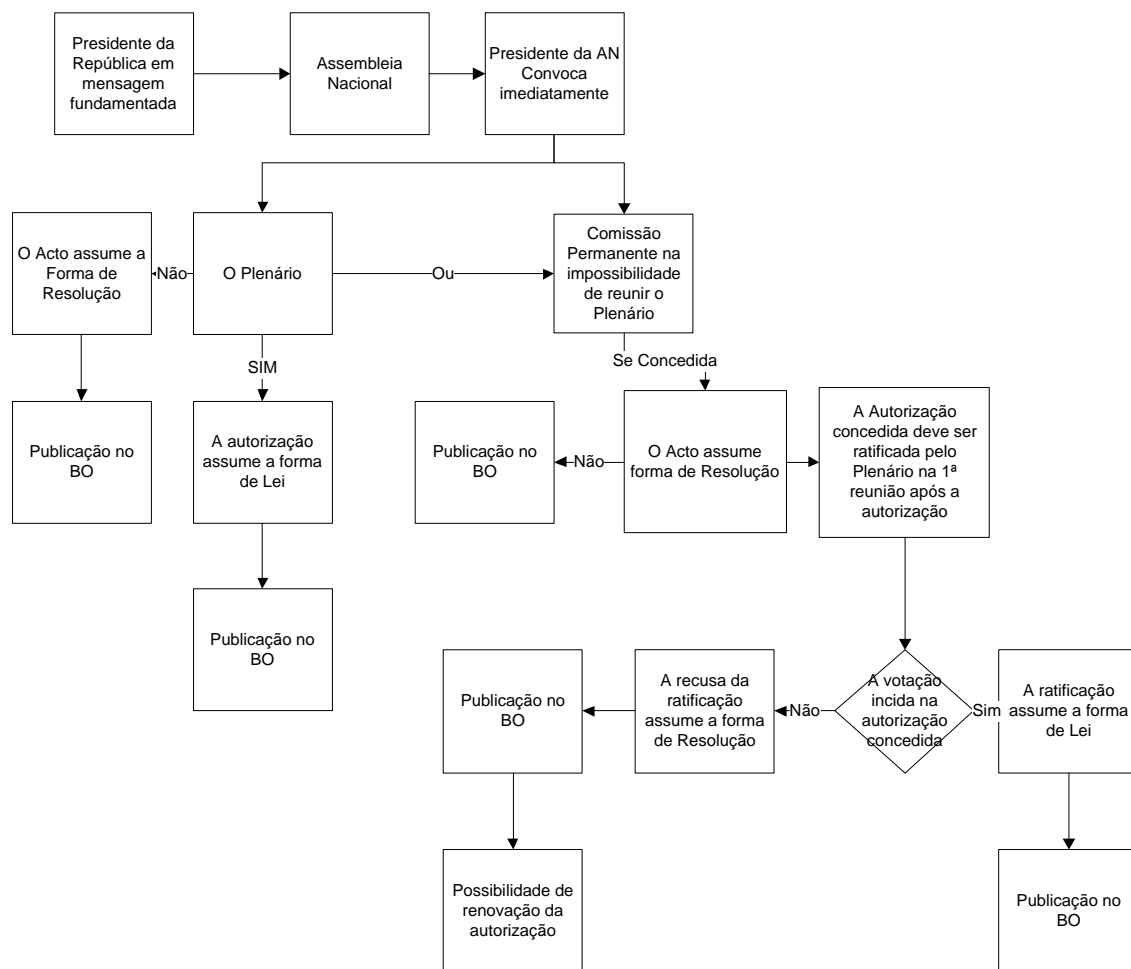 Presidente da
República em
mensagem
fundamentada
Assembleia
Nacional
Presidente da AN
Convoca
imediatamente
O Acto assume a
Forma de
Resolução
Não
O Plenário
Ou
Comissão
Permanente na
impossibilidade
de reunir o
Plenário
SIM
Se Concedida
Publicação no
BO
A autorização
assume a forma
de Lei
Publicação no
BO
Não
O Acto assume
forma de Resolução
A Autorização
concedida deve ser
ratificada pelo
Plenário na 1ª
reunião após a
autorização
Publicação no
BO
Publicação no
BO
A recusa da
ratificação
assume a forma
de Resolução
Não
A votação
incida na
autorização
concedida
Sim
A ratificação
assume a forma
de Lei
Possibilidade de
renovação da
autorização
Publicação no
BO